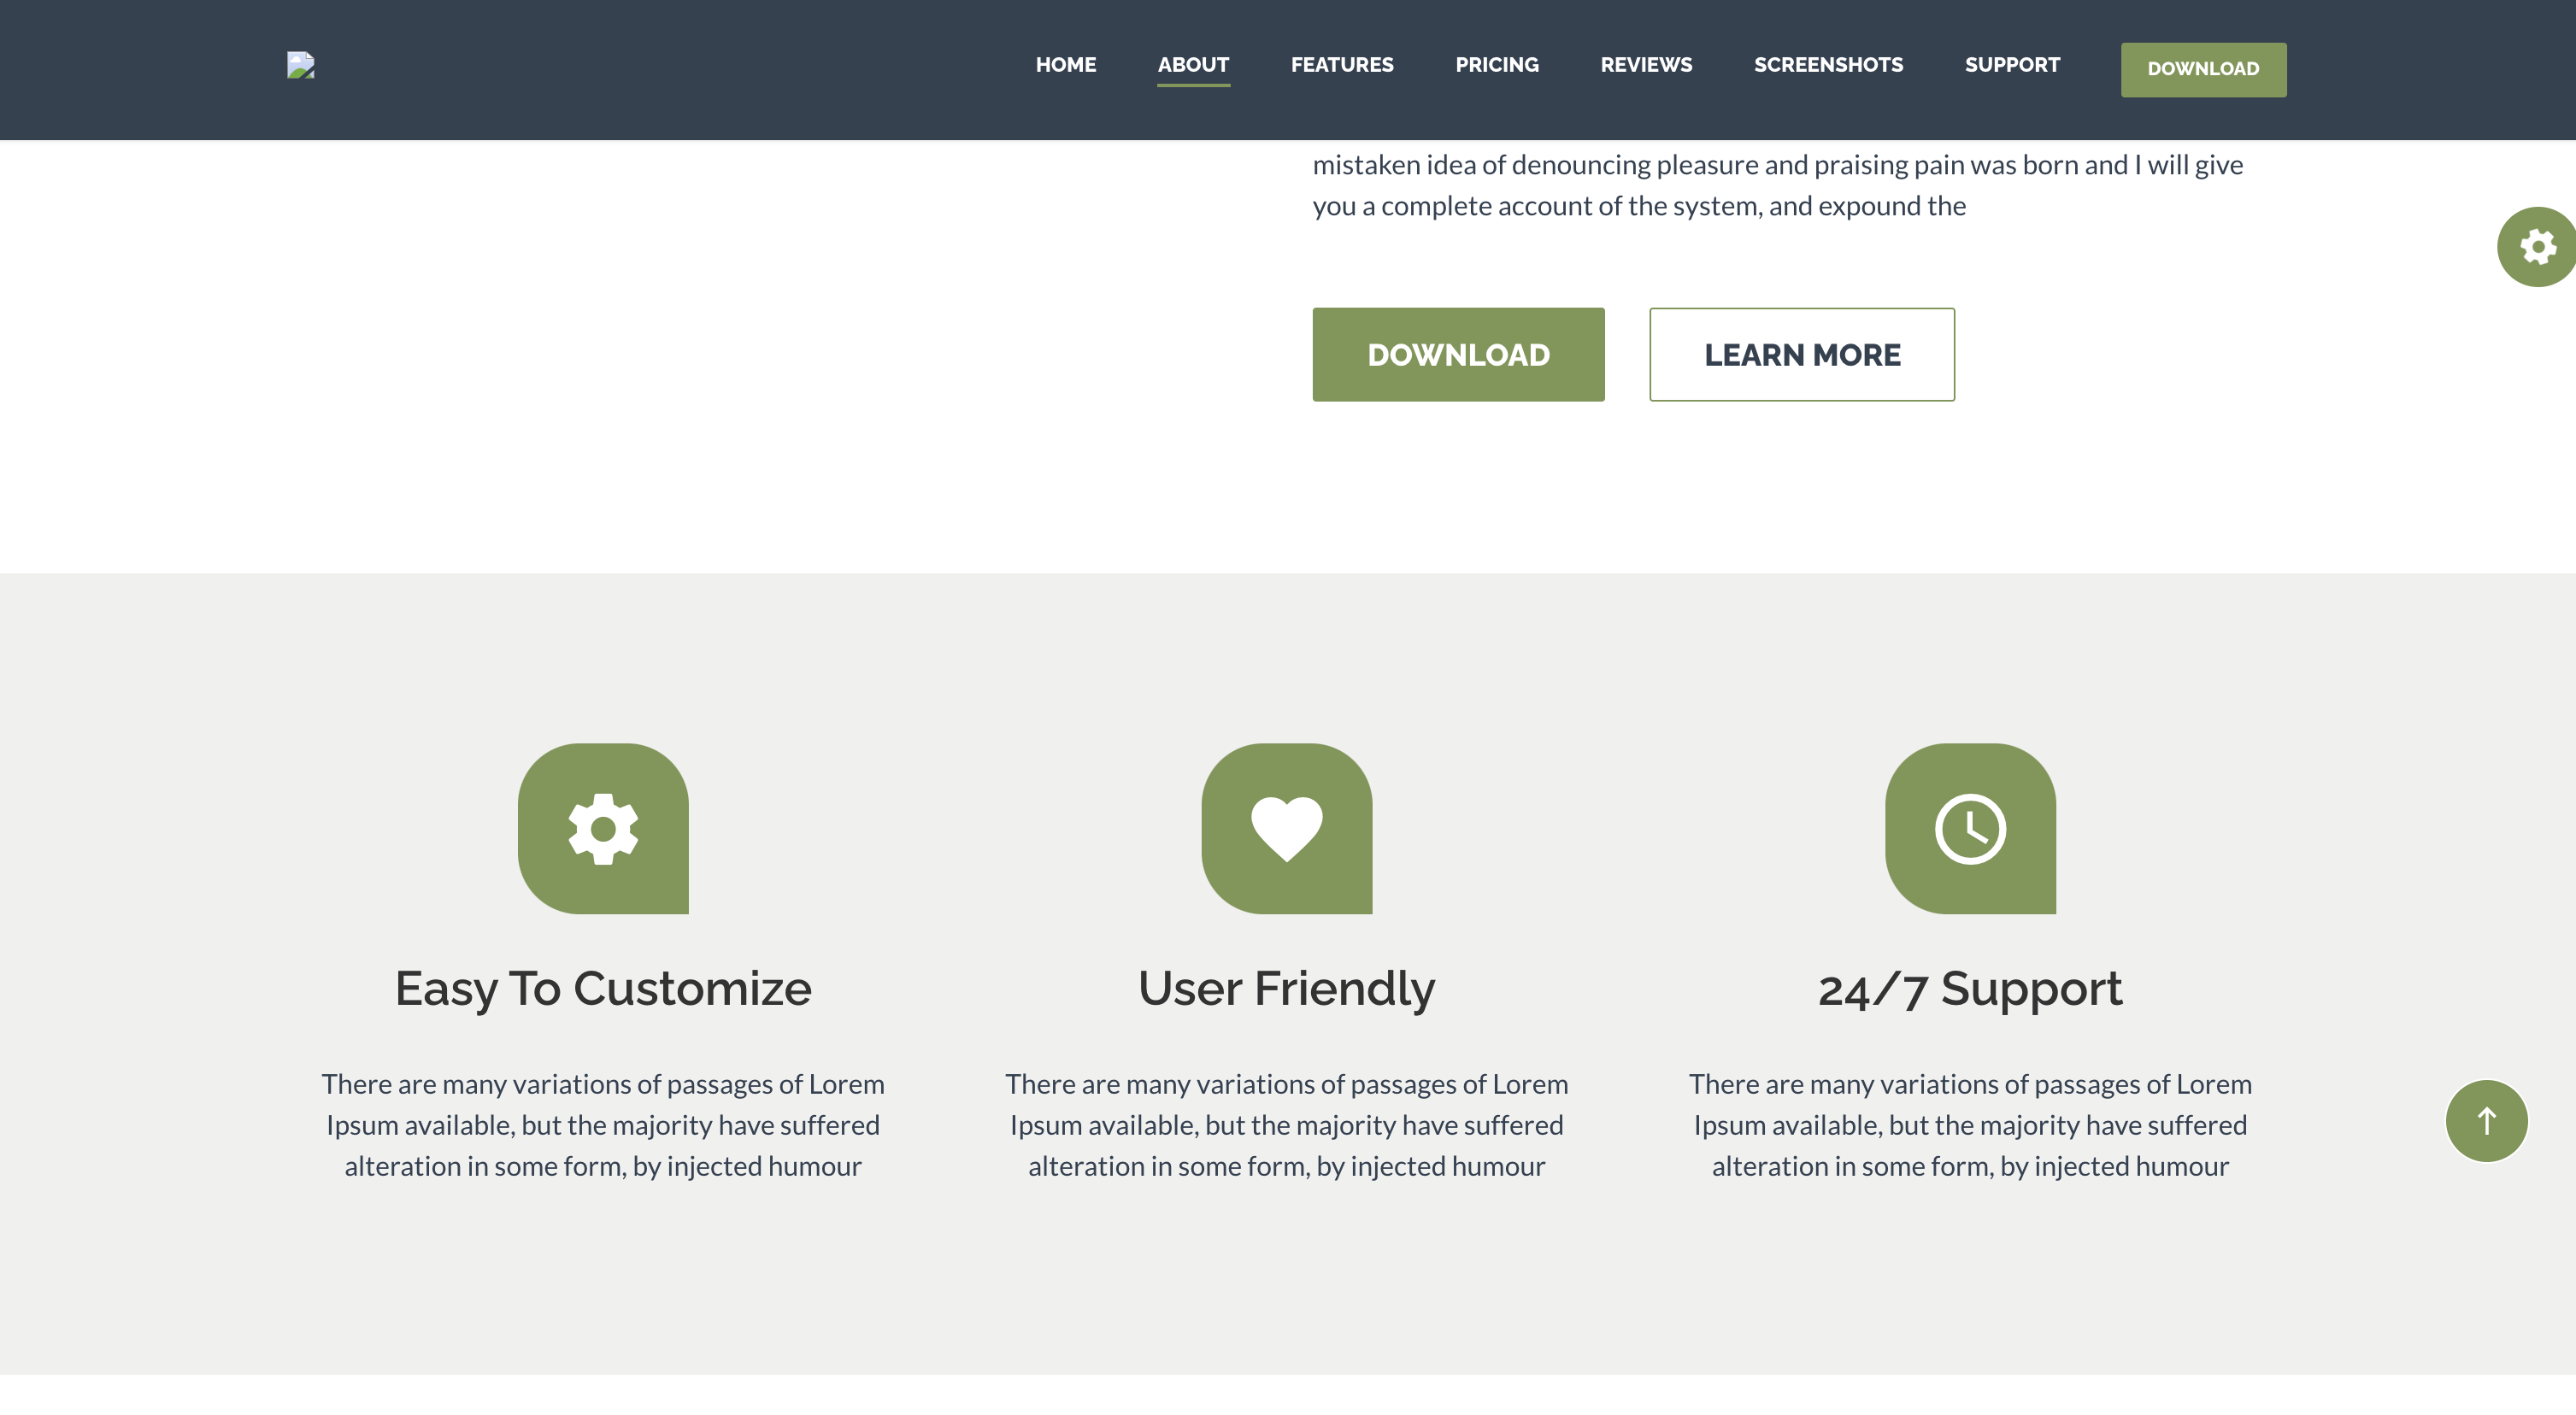 HOME ABOUT FEATURES PRICING REVIEWS SCREENSHOTS SUPPORT DOWNLOAD
mistaken idea of denouncing pleasure and praising pain was born and I will give
you a complete account of the system, and expound the
DOWNLOAD LEARN MORE
Easy To Customize
There are many variations of passages of Lorem
Ipsum available, but the majority have suffered
alteration in some form, by injected humour
User Friendly
There are many variations of passages of Lorem
Ipsum available, but the majority have suffered
alteration in some form, by injected humour
24/7 Support
There are many variations of passages of Lorem
Ipsum available, but the majority have suffered
alteration in some form, by injected humour